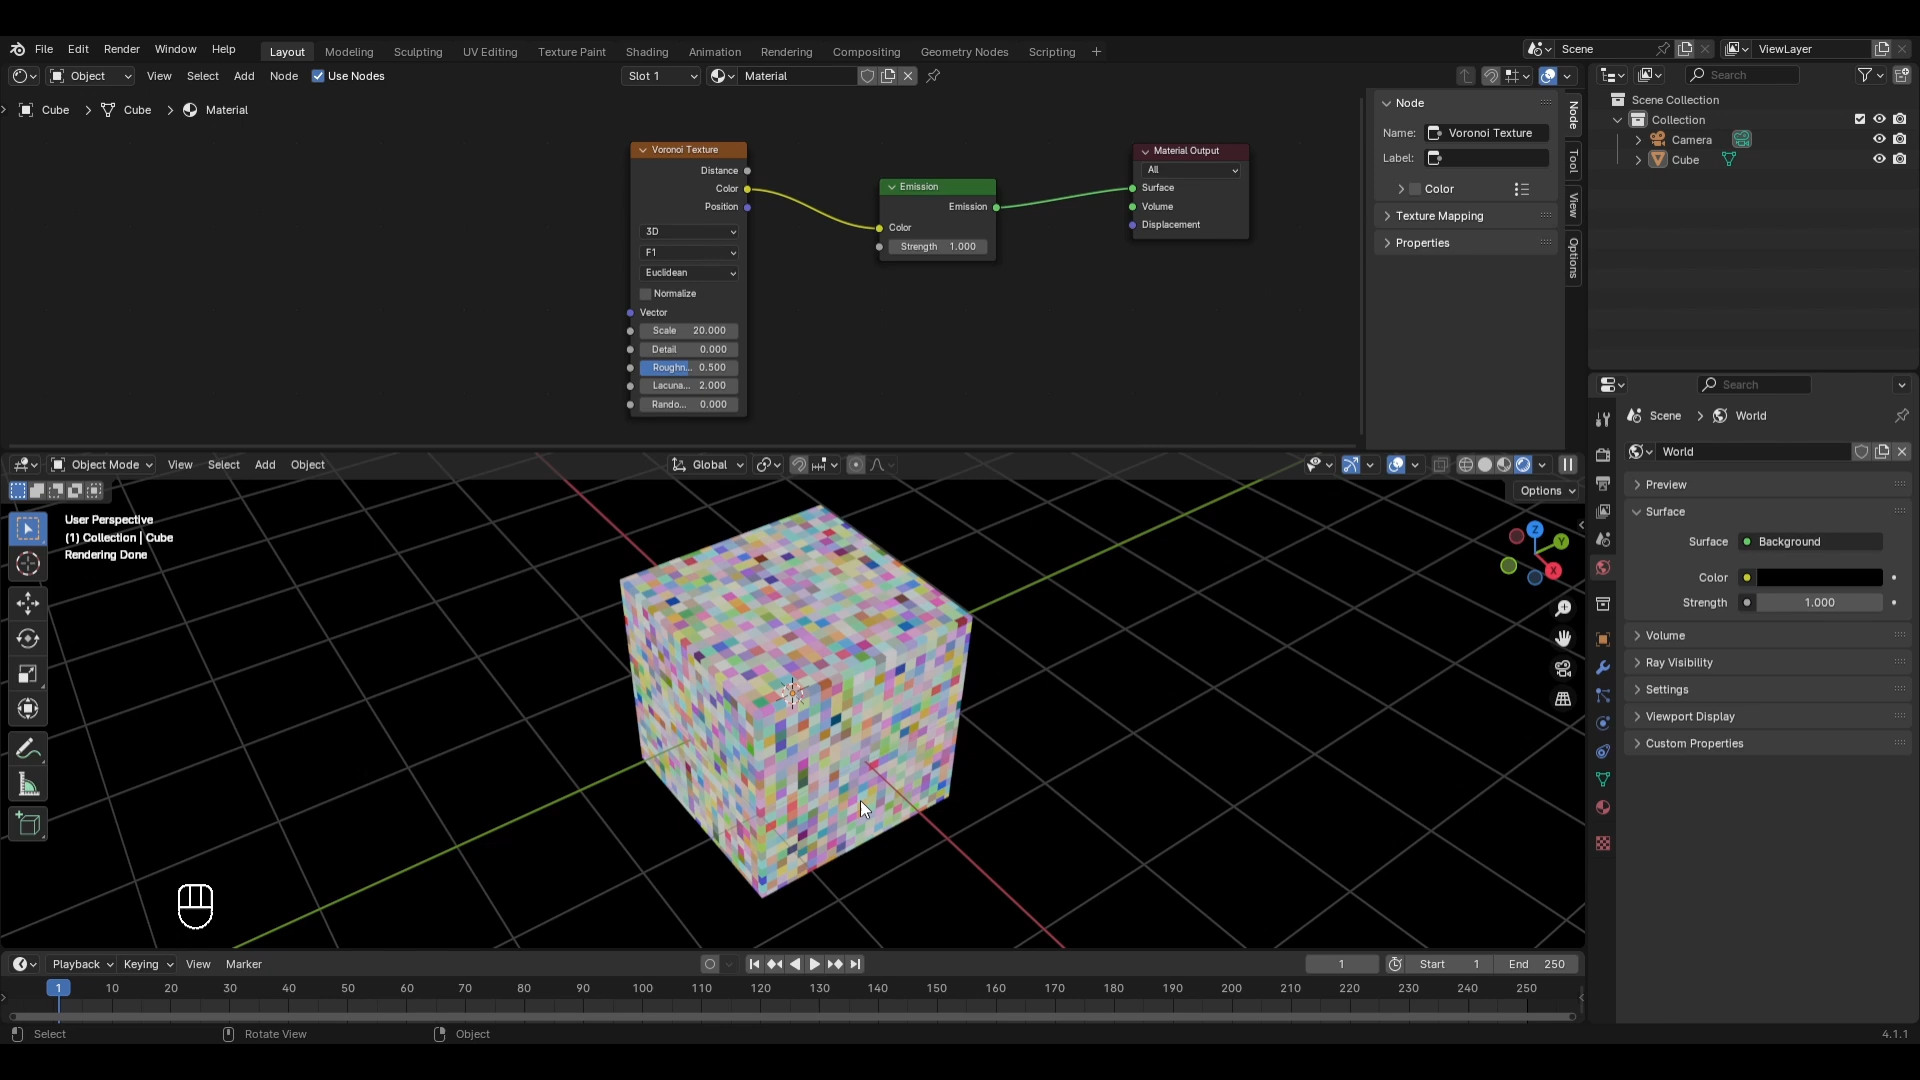 File Edit Render Window Help Layout Modeling Sculpting UV Editing Texture Paint Shading Animation Rendering Compositing Geometry Nodes Scripting + Scene ViewLayer
Object View Select Add Node Use Nodes Slot 1 Material Search
Cube > Cube > Material
Node
Name: Voronoi Texture
Label:
Color
Texture Mapping
Properties
Node
Tool
View
Options
Scene Collection
Collection
Camera
Cube
Voronoi Texture
Distance
Color
Position
3D
F1
Euclidean
Normalize
Vector
Scale 20.000
Detail 0.000
Roughn... 0.500
Lacuna... 2.000
Rando... 0.000
Emission
Emission
Color
Strength 1.000
Material Output
All
Surface
Volume
Displacement
Search
Scene > World
World
Preview
Surface
Surface Background
Color
Strength 1.000
Volume
Ray Visibility
Settings
Viewport Display
Custom Properties
Object Mode View Select Add Object Global
Options
User Perspective
(1) Collection | Cube
Rendering Done
Z
Y
X
Playback Keying View Marker 1 Start 1 End 250
1 10 20 30 40 50 60 70 80 90 100 110 120 130 140 150 160 170 180 190 200 210 220 230 240 250
Select Rotate View Object 4.1.1